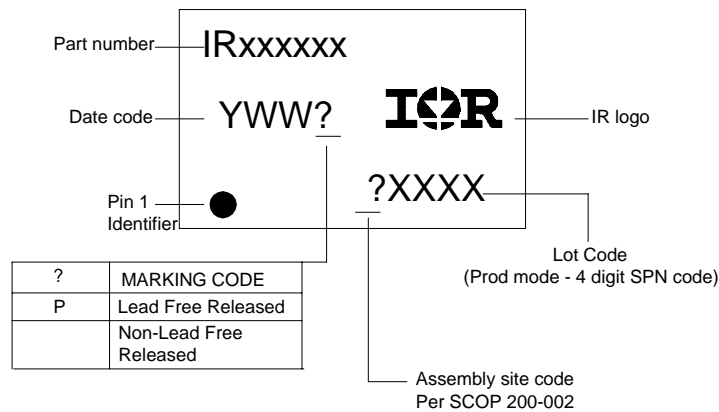 Part number
IRxxxxxx
Date code
YWW?
IOR
IR logo
Pin 1
Identifier
?XXXX
Lot Code
(Prod mode - 4 digit SPN code)
? MARKING CODE
P Lead Free Released
Non-Lead Free
Released
Assembly site code
Per SCOP 200-002